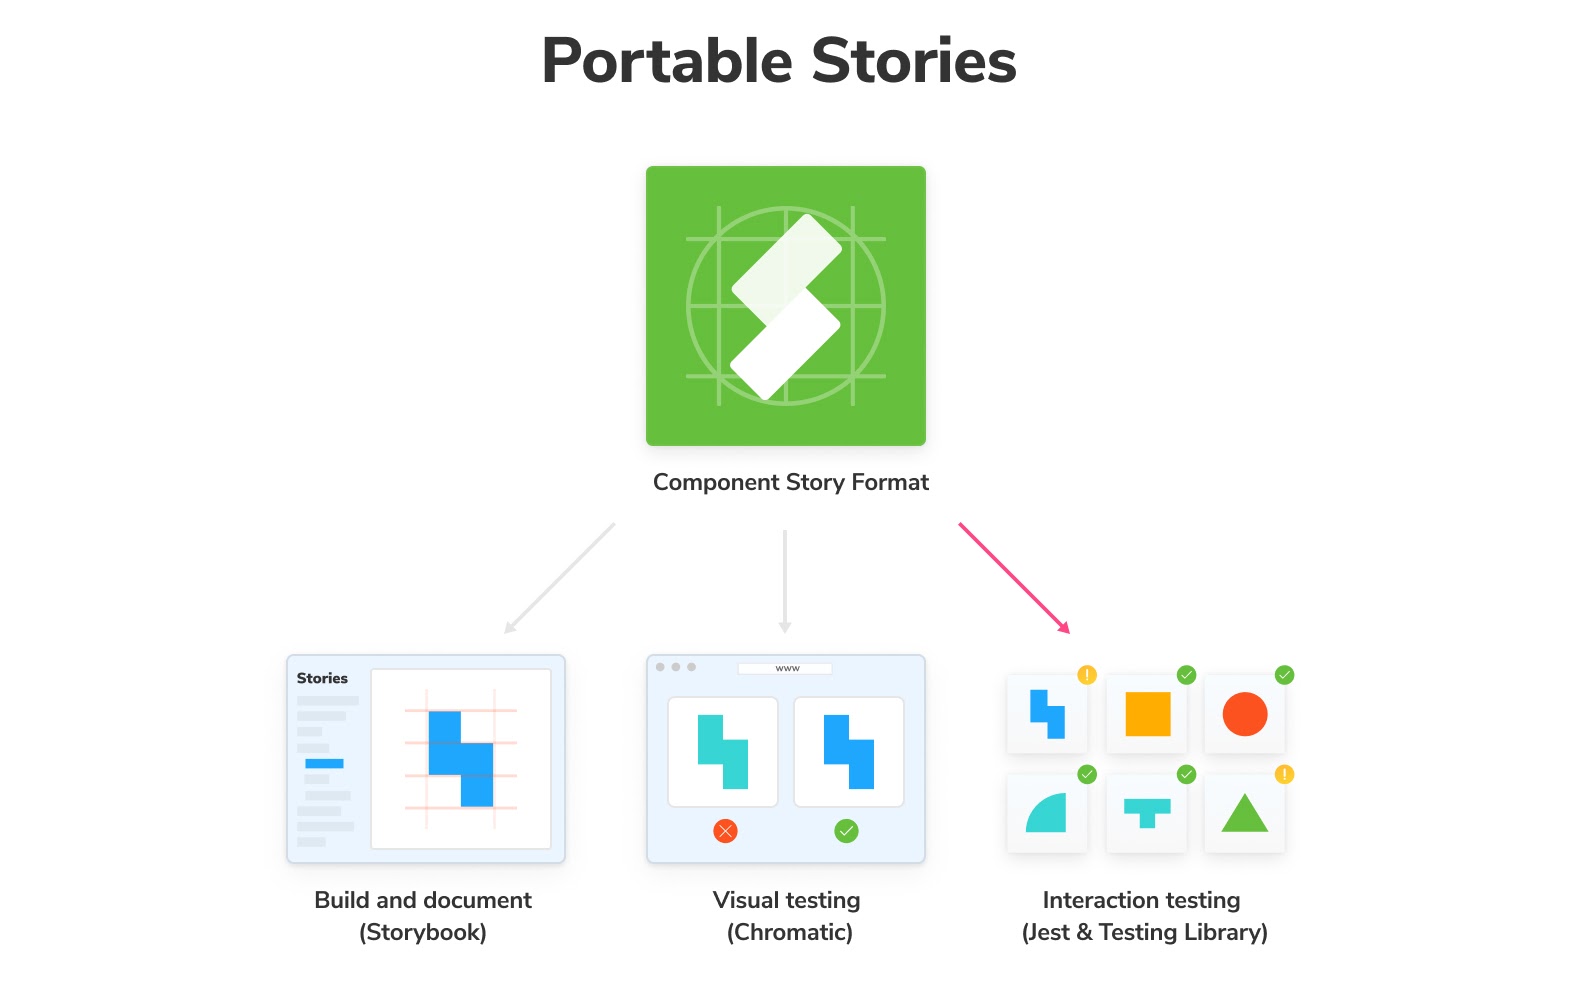 Portable Stories
Component Story Format
Stories
www
Build and document
(Storybook)
Visual testing
(Chromatic)
Interaction testing
(Jest & Testing Library)